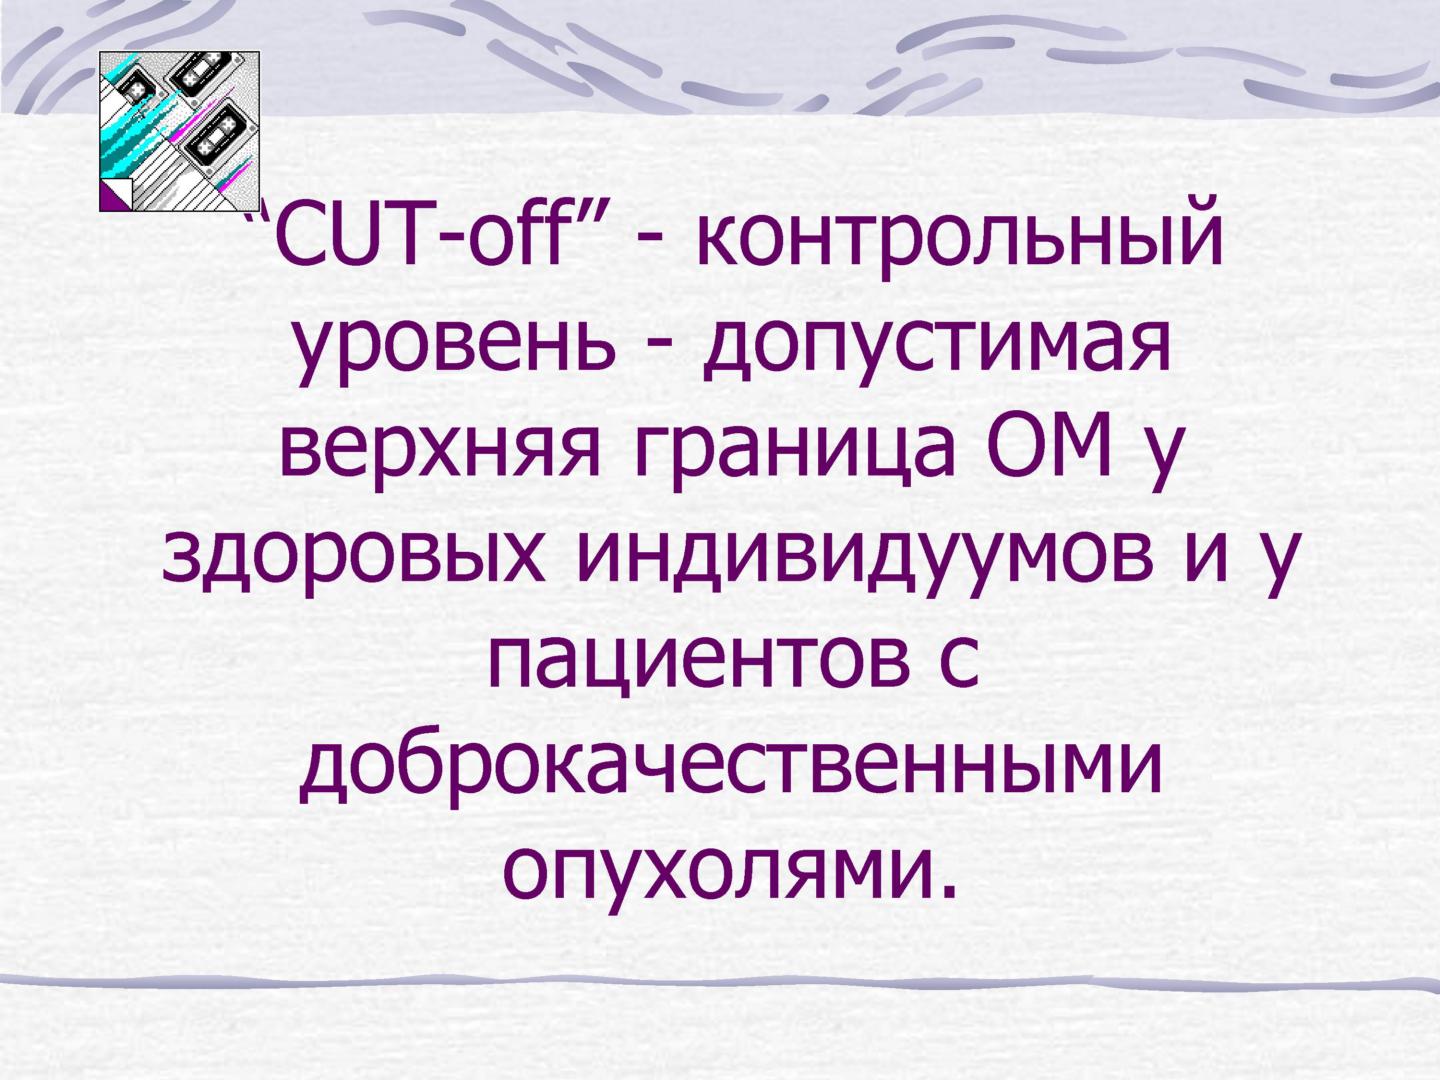 “CUT-off” - контрольный
уровень - допустимая
верхняя граница ОМ у
здоровых индивидуумов и у
пациентов с
доброкачественными
опухолями.